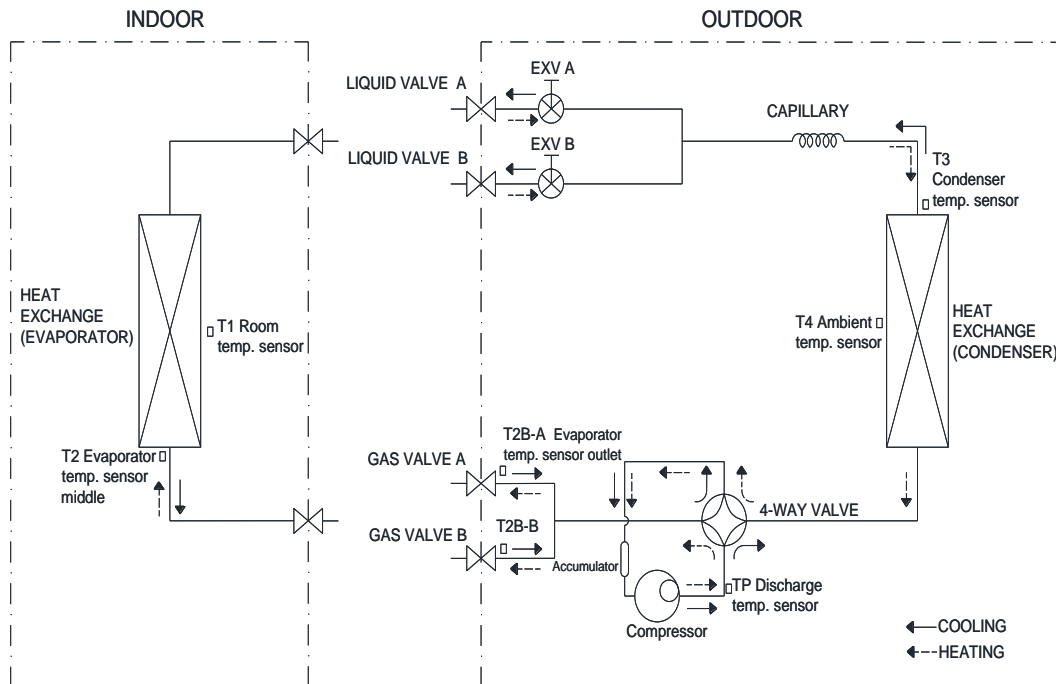 INDOOR
OUTDOOR
LIQUID VALVE A
EXV A
CAPILLARY
LIQUID VALVE B
EXV B
T3
Condenser
temp. sensor
HEAT
EXCHANGE
(EVAPORATOR)
T1 Room
temp. sensor
T4 Ambient
temp. sensor
HEAT
EXCHANGE
(CONDENSER)
T2 Evaporator
temp. sensor
middle
GAS VALVE A
T2B-A Evaporator
temp. sensor outlet
4-WAY VALVE
GAS VALVE B
T2B-B
Accumulator
TP Discharge
temp. sensor
Compressor
COOLING
HEATING